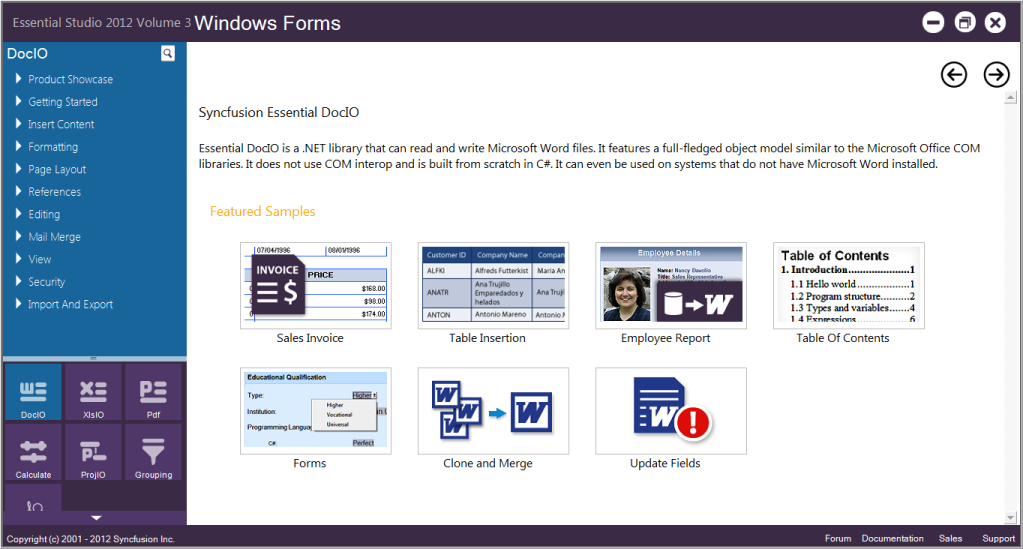 Essential Studio 2012 Volume 3 Windows Forms
DocIO
Product Showcase
Getting Started
Insert Content
Formatting
Page Layout
References
Editing
Mail Merge
View
Security
Import And Export
DocIO
XlsIO
Pdf
Calculate
ProjIO
Grouping
Syncfusion Essential DocIO
Essential DocIO is a .NET library that can read and write Microsoft Word files. It features a full-fledged object model similar to the Microsoft Office COM
libraries. It does not use COM interop and is built from scratch in C#. It can even be used on systems that do not have Microsoft Word installed.
Featured Samples
07/04/1996 08/01/1996
INVOICE
PRICE
$
$168.00
$98.00
$174.00
Sales Invoice
Customer ID Company Name Compan
ALFKI Alfreds Futterkist Maria An
ANATR Ana Trujillo Emparedados y helados Ana Truji
ANTON Antonio Moreno Antonio
Table Insertion
Employee Details
Name: Nancy Davolio
Title: Sales Representative
W
Employee Report
Table of Contents
1. Introduction....................1
1.1 Hello world................1
1.2 Program structure........2
1.3 Types and variables......4
1.4 Expressions................6
Table Of Contents
Educational Qualification
Type: Higher
Higher
Institution:
Vocational
Programming Languag
Universal
C#: Perfect
Forms
W
W
W
W
Clone and Merge
W
!
Update Fields
Copyright (c) 2001 - 2012 Syncfusion Inc.
Forum Documentation Sales Support